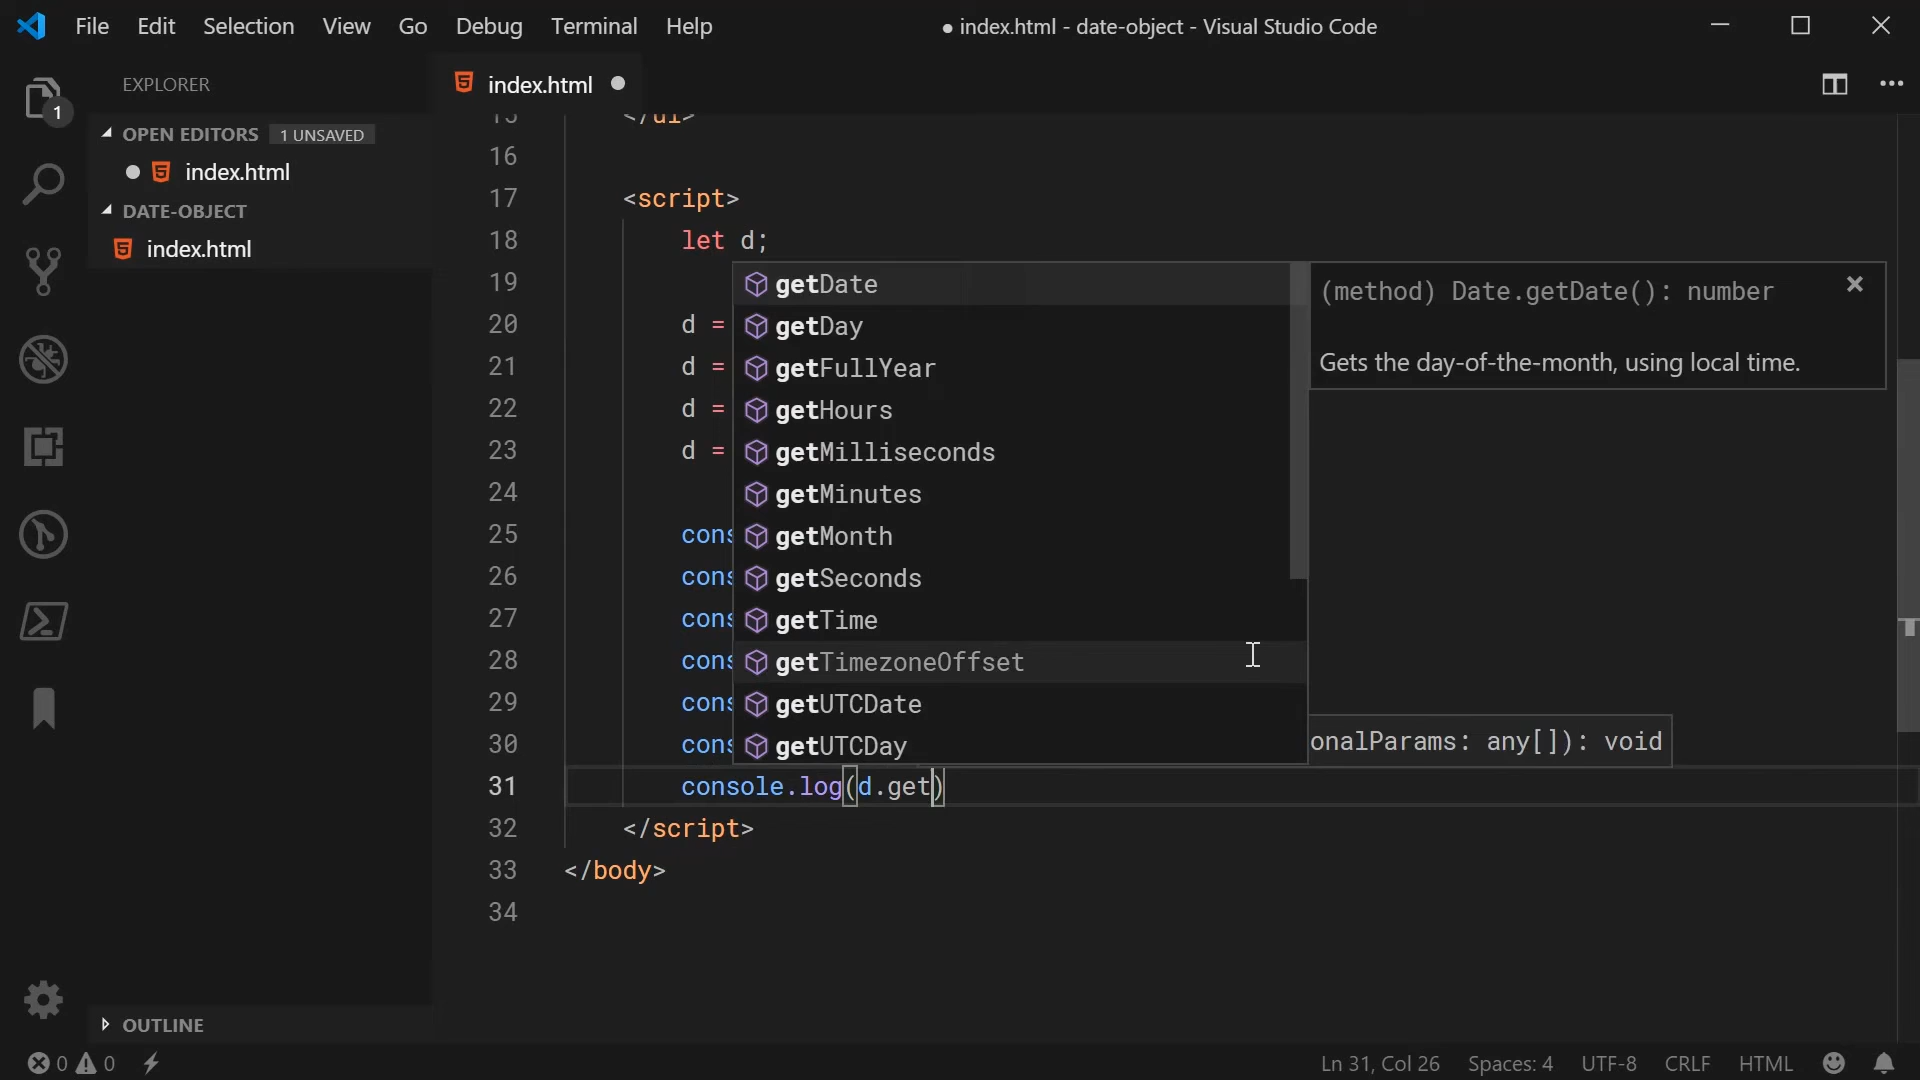 File Edit Selection View Go Debug Terminal Help
● index.html - date-object - Visual Studio Code
EXPLORER
1
OPEN EDITORS 1 UNSAVED
index.html
DATE-OBJECT
index.html
OUTLINE
index.html
15 </ul>
16
17 <script>
18 let d;
19
20 d =
21 d =
22 d =
23 d =
24
25 cons
26 cons
27 cons
28 cons
29 cons
30 cons
31 console.log(d.get)
32 </script>
33 </body>
34
getDate
getDay
getFullYear
getHours
getMilliseconds
getMinutes
getMonth
getSeconds
getTime
getTimezoneOffset
getUTCDate
getUTCDay
(method) Date.getDate(): number
Gets the day-of-the-month, using local time.
onalParams: any[]): void
0 0
Ln 31, Col 26 Spaces: 4 UTF-8 CRLF HTML